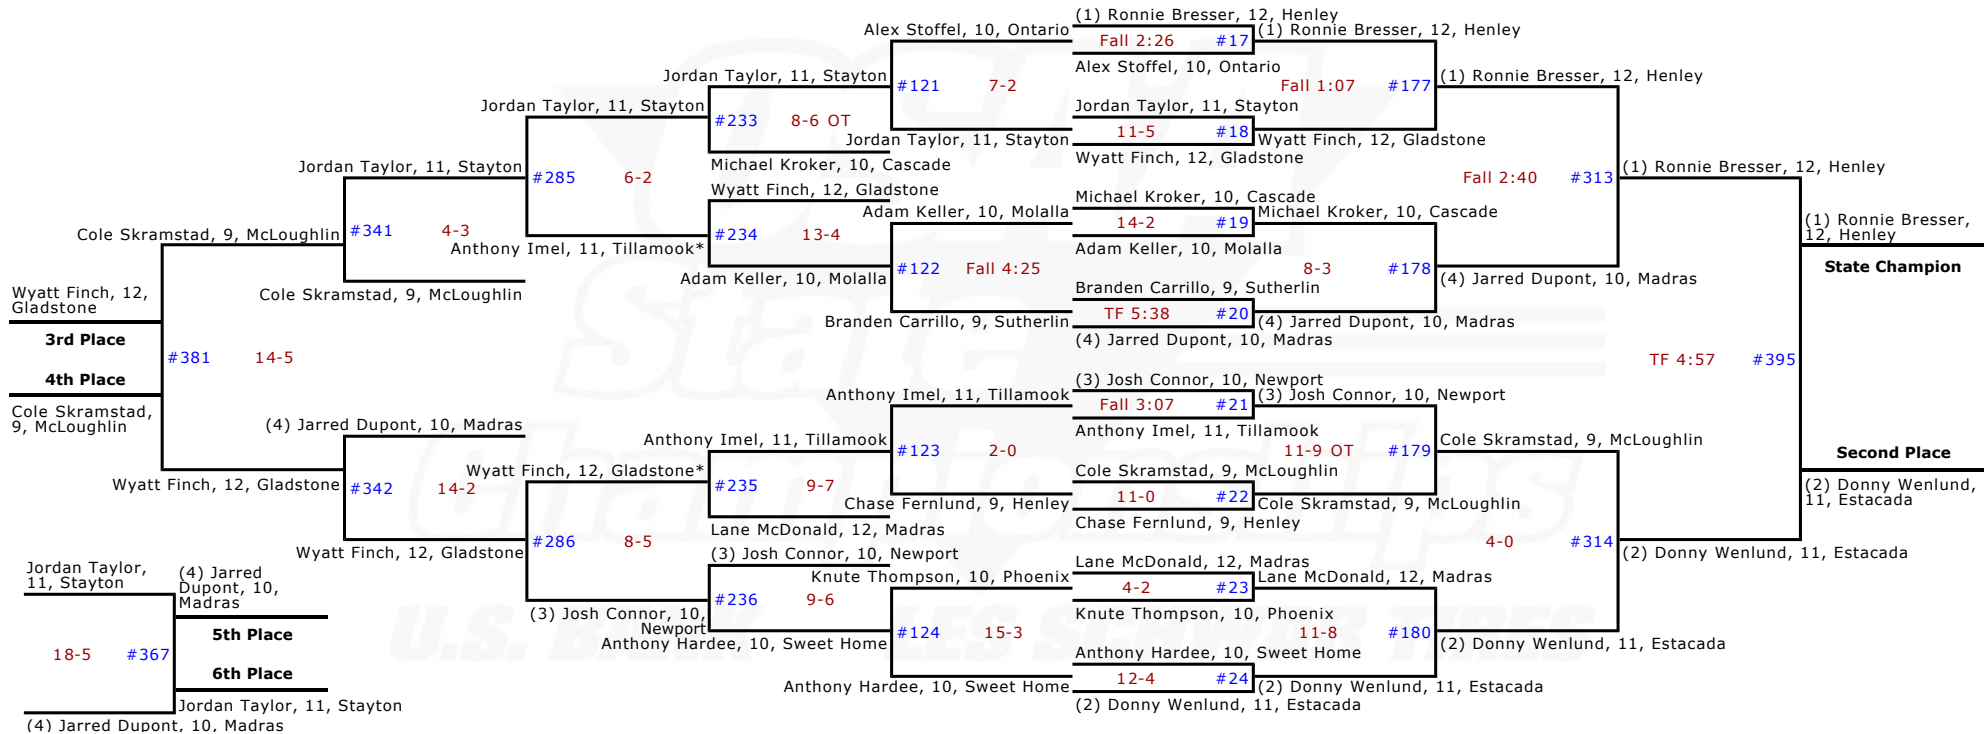 (1) Ronnie Bresser, 12, Henley
Alex Stoffel, 10, Ontario
Fall 2:26 #17
(1) Ronnie Bresser, 12, Henley
Alex Stoffel, 10, Ontario
Jordan Taylor, 11, Stayton
#121 7-2
Fall 1:07 #177
(1) Ronnie Bresser, 12, Henley
Jordan Taylor, 11, Stayton
Jordan Taylor, 11, Stayton
#233 8-6 OT
Jordan Taylor, 11, Stayton
11-5 #18
Wyatt Finch, 12, Gladstone
Wyatt Finch, 12, Gladstone
Michael Kroker, 10, Cascade
Jordan Taylor, 11, Stayton
#285 6-2
Fall 2:40 #313
(1) Ronnie Bresser, 12, Henley
Wyatt Finch, 12, Gladstone
Michael Kroker, 10, Cascade
Adam Keller, 10, Molalla
14-2 #19
Michael Kroker, 10, Cascade
Adam Keller, 10, Molalla
Cole Skramstad, 9, McLoughlin
#341 4-3
Anthony Imel, 11, Tillamook*
#234 13-4
Adam Keller, 10, Molalla
#122 Fall 4:25
8-3 #178
(4) Jarred Dupont, 10, Madras
(1) Ronnie Bresser,
12, Henley
State Champion
Cole Skramstad, 9, McLoughlin
Branden Carrillo, 9, Sutherlin
Branden Carrillo, 9, Sutherlin
TF 5:38 #20
(4) Jarred Dupont, 10, Madras
(4) Jarred Dupont, 10, Madras
Wyatt Finch, 12,
Gladstone
3rd Place
#381 14-5
TF 4:57 #395
4th Place
Cole Skramstad,
9, McLoughlin
(3) Josh Connor, 10, Newport
Anthony Imel, 11, Tillamook
Fall 3:07 #21
(3) Josh Connor, 10, Newport
Anthony Imel, 11, Tillamook
(4) Jarred Dupont, 10, Madras
Anthony Imel, 11, Tillamook
#123 2-0
11-9 OT #179
Cole Skramstad, 9, McLoughlin
Wyatt Finch, 12, Gladstone*
#235 9-7
Cole Skramstad, 9, McLoughlin
Chase Fernlund, 9, Henley
11-0 #22
Cole Skramstad, 9, McLoughlin
Chase Fernlund, 9, Henley
Wyatt Finch, 12, Gladstone
#342 14-2
Lane McDonald, 12, Madras
Second Place
(2) Donny Wenlund,
11, Estacada
Wyatt Finch, 12, Gladstone
#286 8-5
4-0 #314
(2) Donny Wenlund, 11, Estacada
(3) Josh Connor, 10, Newport
Lane McDonald, 12, Madras
Knute Thompson, 10, Phoenix
4-2 #23
Lane McDonald, 12, Madras
Knute Thompson, 10, Phoenix
(3) Josh Connor, 10,
Newport
#236 9-6
Anthony Hardee, 10, Sweet Home
#124 15-3
11-8 #180
(2) Donny Wenlund, 11, Estacada
Anthony Hardee, 10, Sweet Home
Anthony Hardee, 10, Sweet Home
12-4 #24
(2) Donny Wenlund, 11, Estacada
(2) Donny Wenlund, 11, Estacada
Jordan Taylor,
11, Stayton
(4) Jarred
Dupont, 10,
Madras
5th Place
18-5 #367
6th Place
Jordan Taylor, 11, Stayton
(4) Jarred Dupont, 10, Madras
OSAA
State
Championships
U.S. BANK LES SCHWAB TIRES